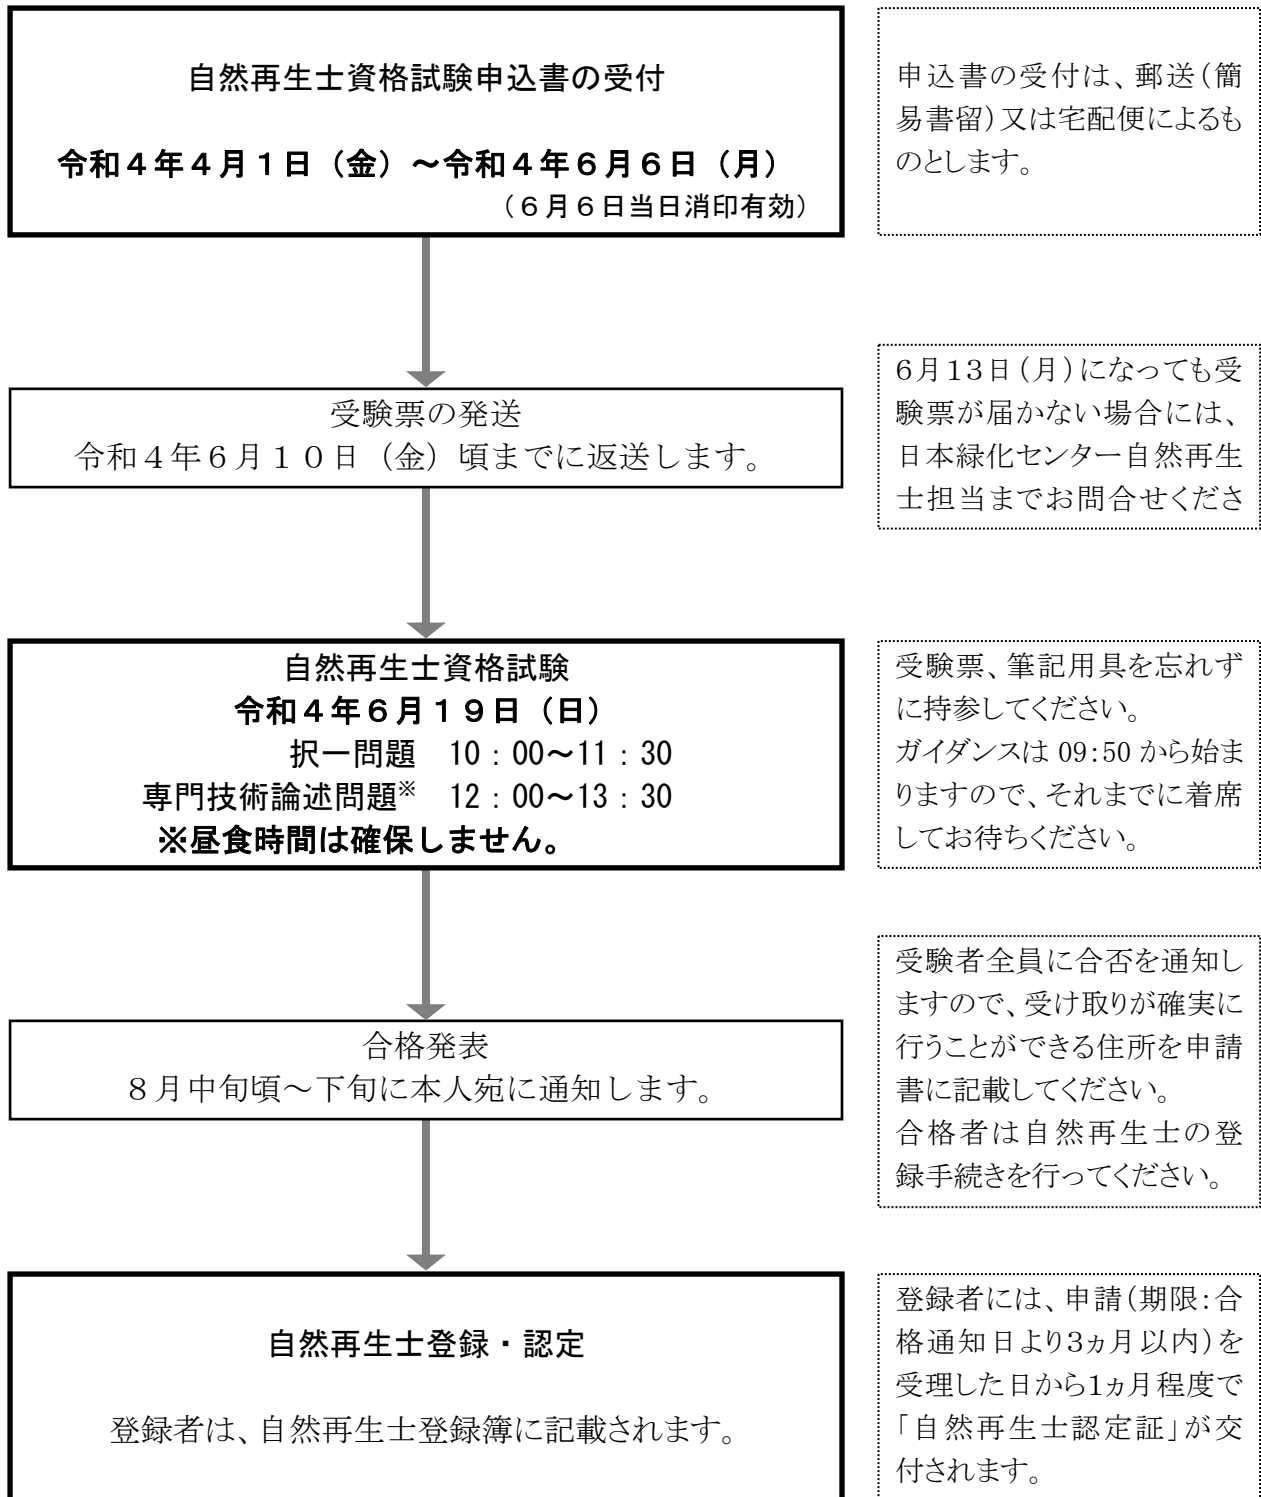 自然再生士資格試験申込書の受付
令和４年４月１日（金）～令和４年６月６日（月）
（６月６日当日消印有効）
申込書の受付は、郵送（簡
易書留）又は宅配便によるも
のとします。
受験票の発送
令和４年６月１０日（金）頃までに返送します。
６月１３日（月）になっても受
験票が届かない場合には、
日本緑化センター自然再生
士担当までお問合せくださ
自然再生士資格試験
令和４年６月１９日（日）
択一問題　10：00～11：30
専門技術論述問題※　12：00～13：30
※昼食時間は確保しません。
受験票、筆記用具を忘れず
に持参してください。
ガイダンスは 09:50 から始ま
りますので、それまでに着席
してお待ちください。
合格発表
８月中旬頃～下旬に本人宛に通知します。
受験者全員に合否を通知し
ますので、受け取りが確実に
行うことができる住所を申請
書に記載してください。
合格者は自然再生士の登
録手続きを行ってください。
自然再生士登録・認定
登録者は、自然再生士登録簿に記載されます。
登録者には、申請（期限：合
格通知日より３ヵ月以内）を
受理した日から１ヵ月程度で
「自然再生士認定証」が交
付されます。